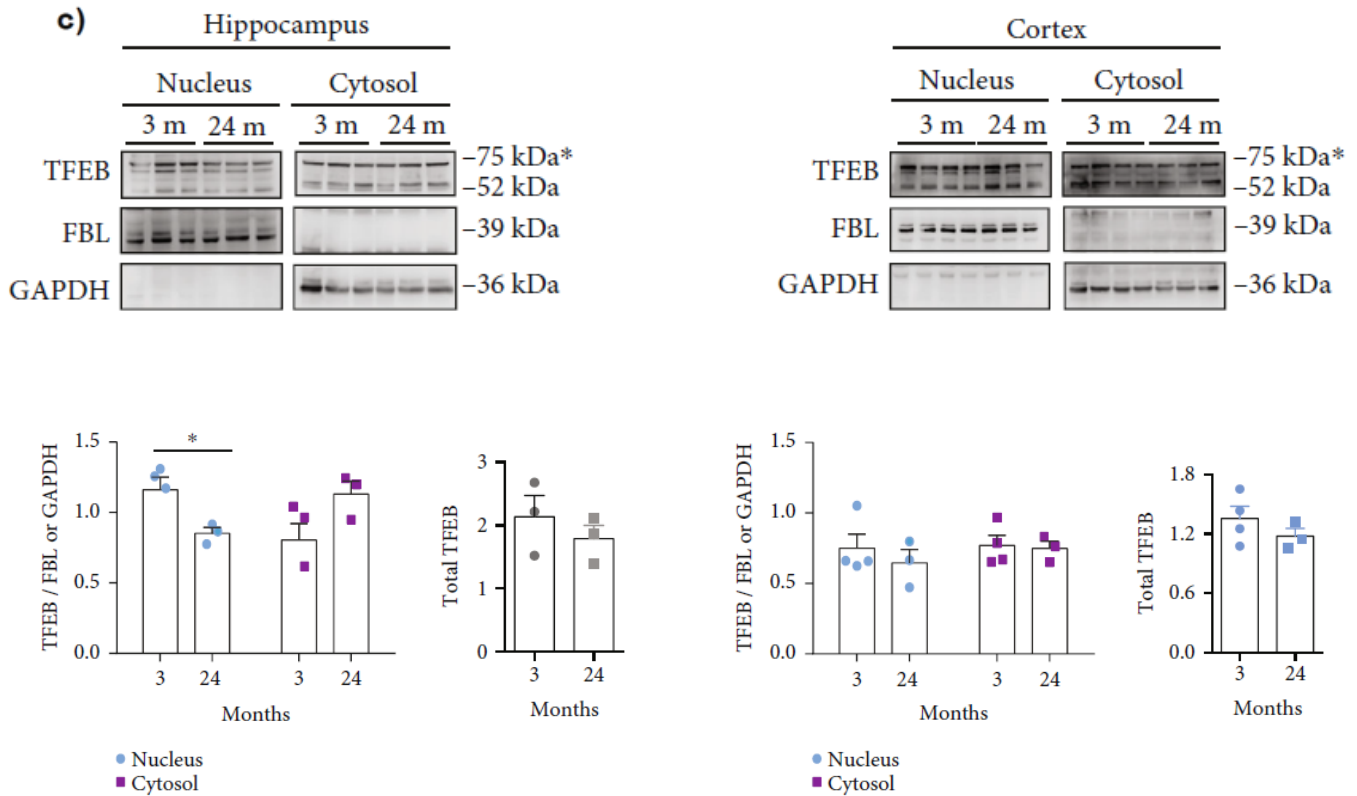 c)
Hippocampus
Nucleus Cytosol
3 m 24 m 3 m 24 m
TFEB
–75 kDa*
–52 kDa
FBL
–39 kDa
GAPDH
–36 kDa
Cortex
Nucleus Cytosol
3 m 24 m 3 m 24 m
TFEB
–75 kDa*
–52 kDa
FBL
–39 kDa
GAPDH
–36 kDa
TFEB / FBL or GAPDH
1.5
1.0
0.5
0.0
*
3 24 3 24
Months
Nucleus
Cytosol
Total TFEB
3
2
1
0
3 24
Months
TFEB / FBL or GAPDH
1.5
1.0
0.5
0.0
3 24 3 24
Months
Nucleus
Cytosol
Total TFEB
1.8
1.2
0.6
0.0
3 24
Months